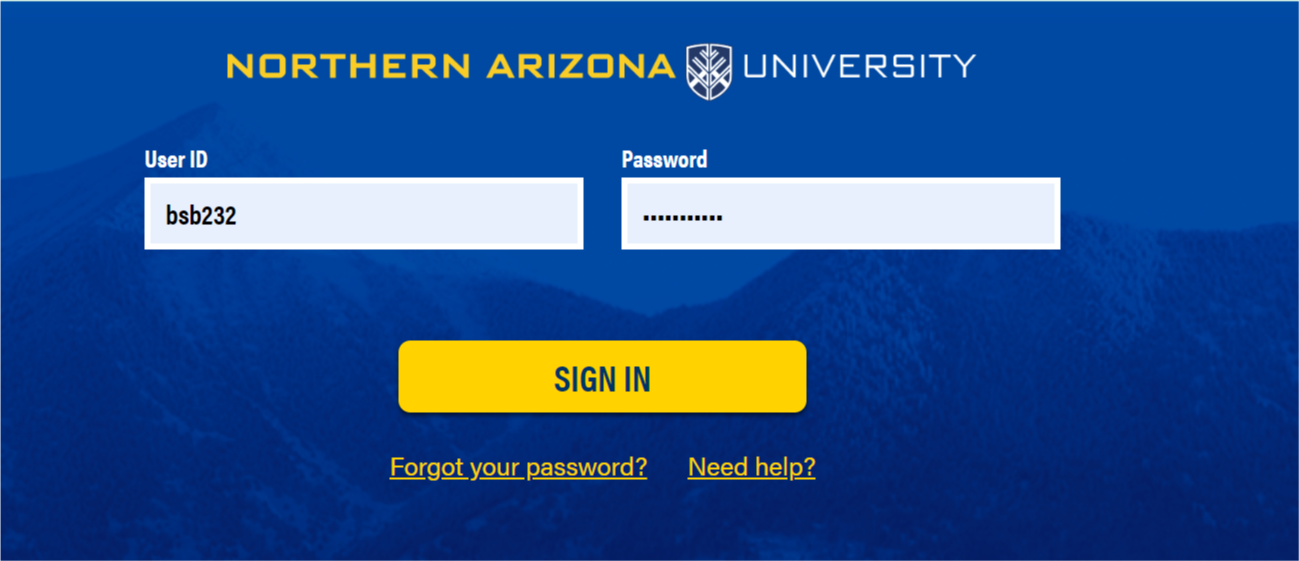 NORTHERN ARIZONA UNIVERSITY
User ID
Password
bsb232
•••••••••••
SIGN IN
Forgot your password? Need help?